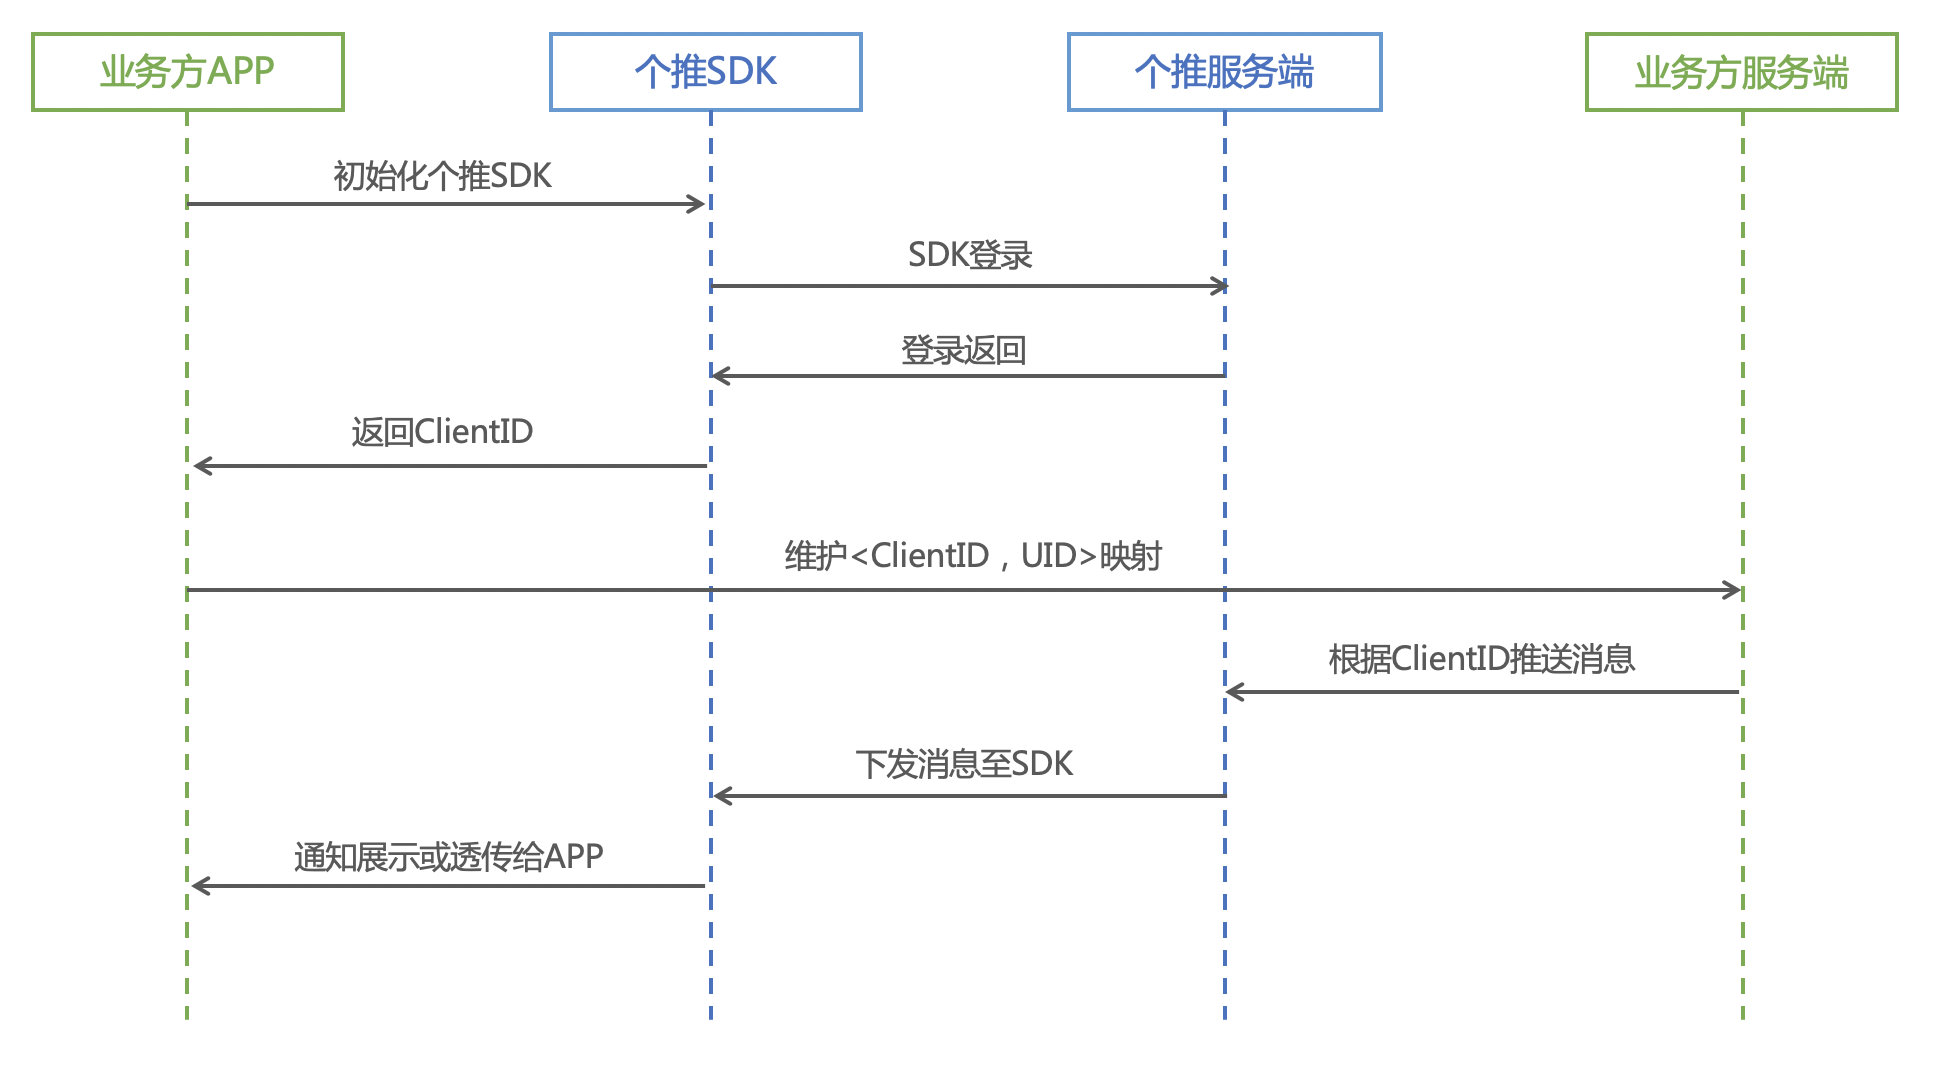 业务方APP
个推SDK
个推服务端
业务方服务端
初始化个推SDK
SDK登录
登录返回
返回ClientID
维护<ClientID，UID>映射
根据ClientID推送消息
下发消息至SDK
通知展示或透传给APP